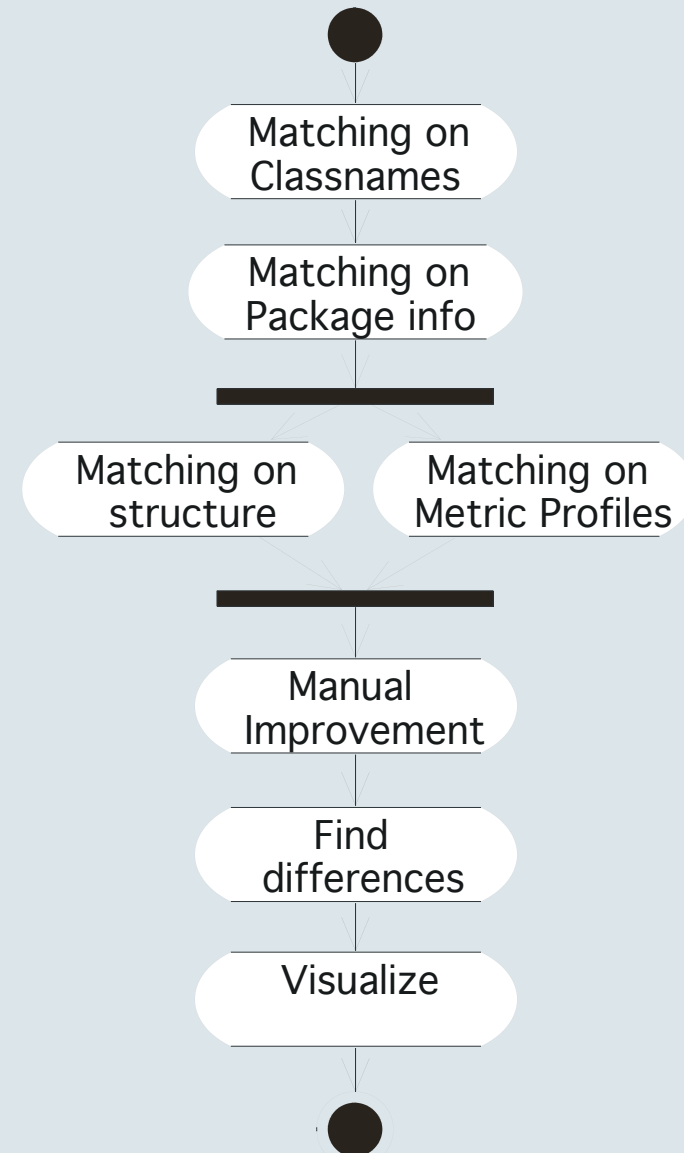 Matching on
Classnames
Matching on
Package info
Matching on
structure
Matching on
Metric Profiles
Manual
Improvement
Find
differences
Visualize